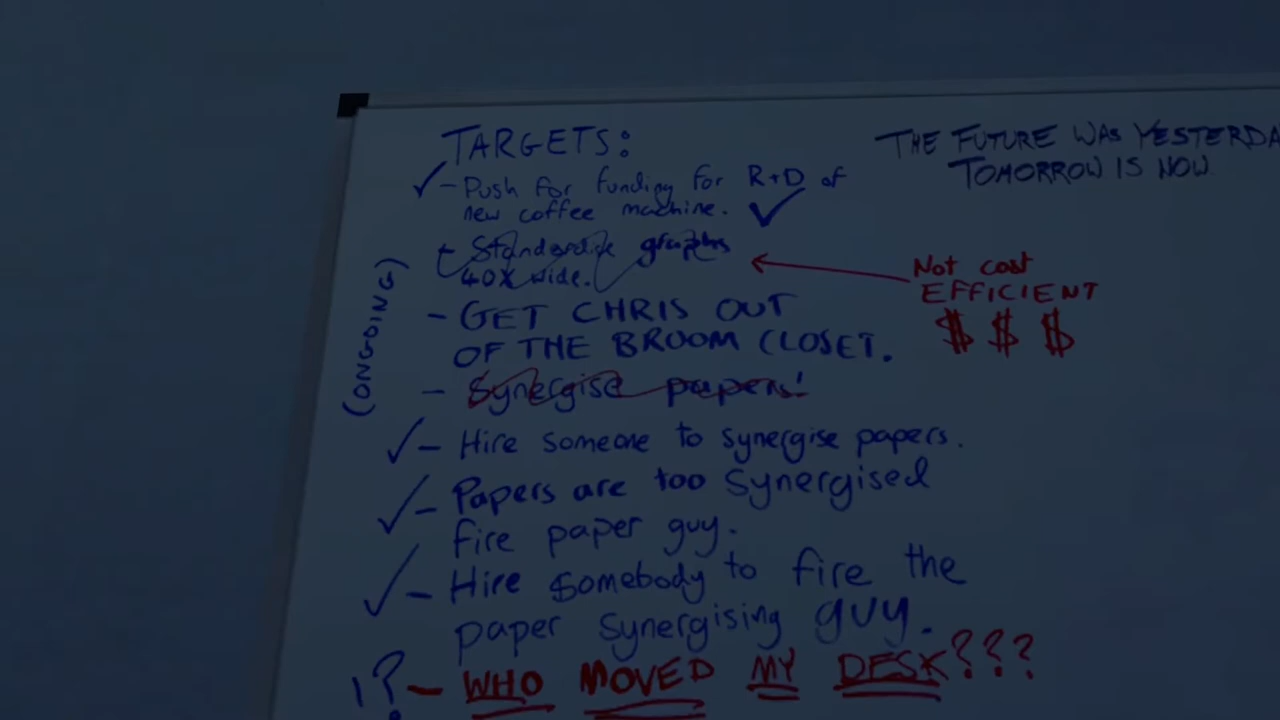 TARGETS:
- Push for funding for R+D of
new coffee machine.
- Standardise graphs
40X wide.
(ONGOING)
- GET CHRIS OUT
OF THE BROOM CLOSET.
- Synergise papers!
- Hire someone to synergise papers.
- Papers are too synergised
fire paper guy.
- Hire somebody to fire the
paper synergising guy.
!? - WHO MOVED MY DESK???
THE FUTURE WAS YESTERDA
TOMORROW IS NOW
Not cost
EFFICIENT
$ $ $